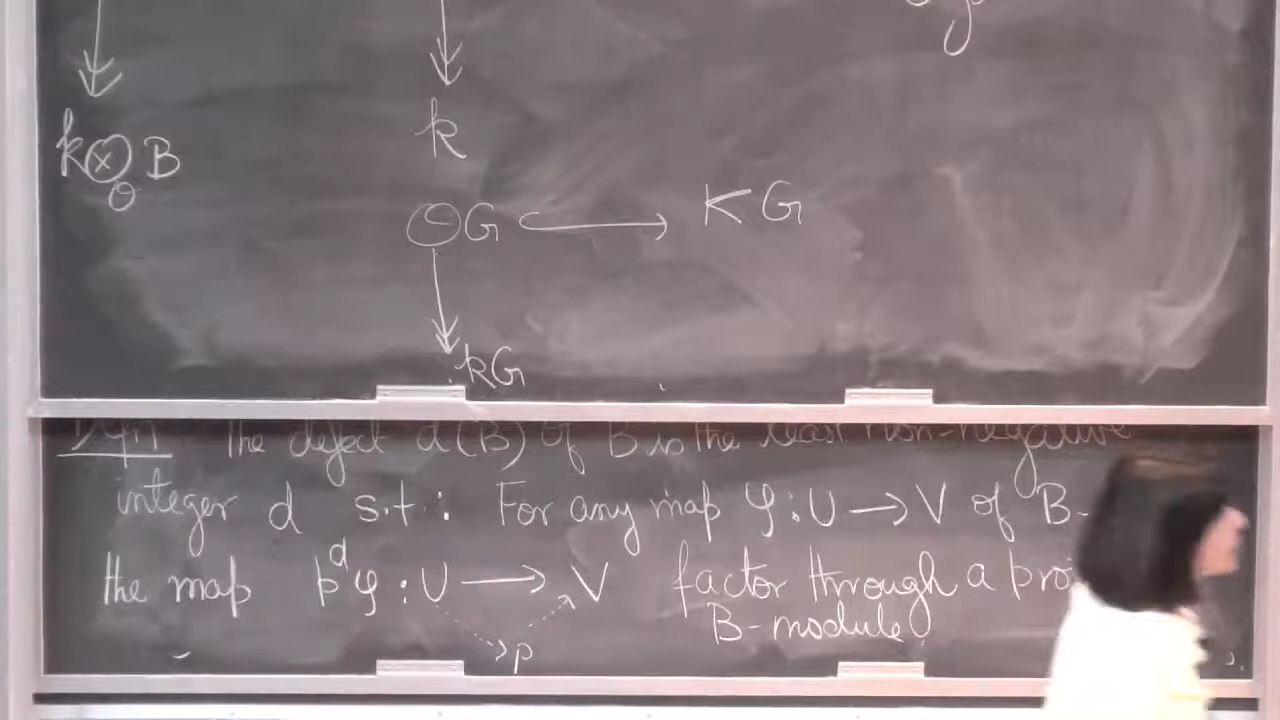 k
k ⊗ B
O
OG ↪ KG
kG
Defn The defect d(B) of B is the least non-negative
integer d s.t.: For any map φ: U → V of B-
the map p^d φ : U → V factor through a pro
B-module
P